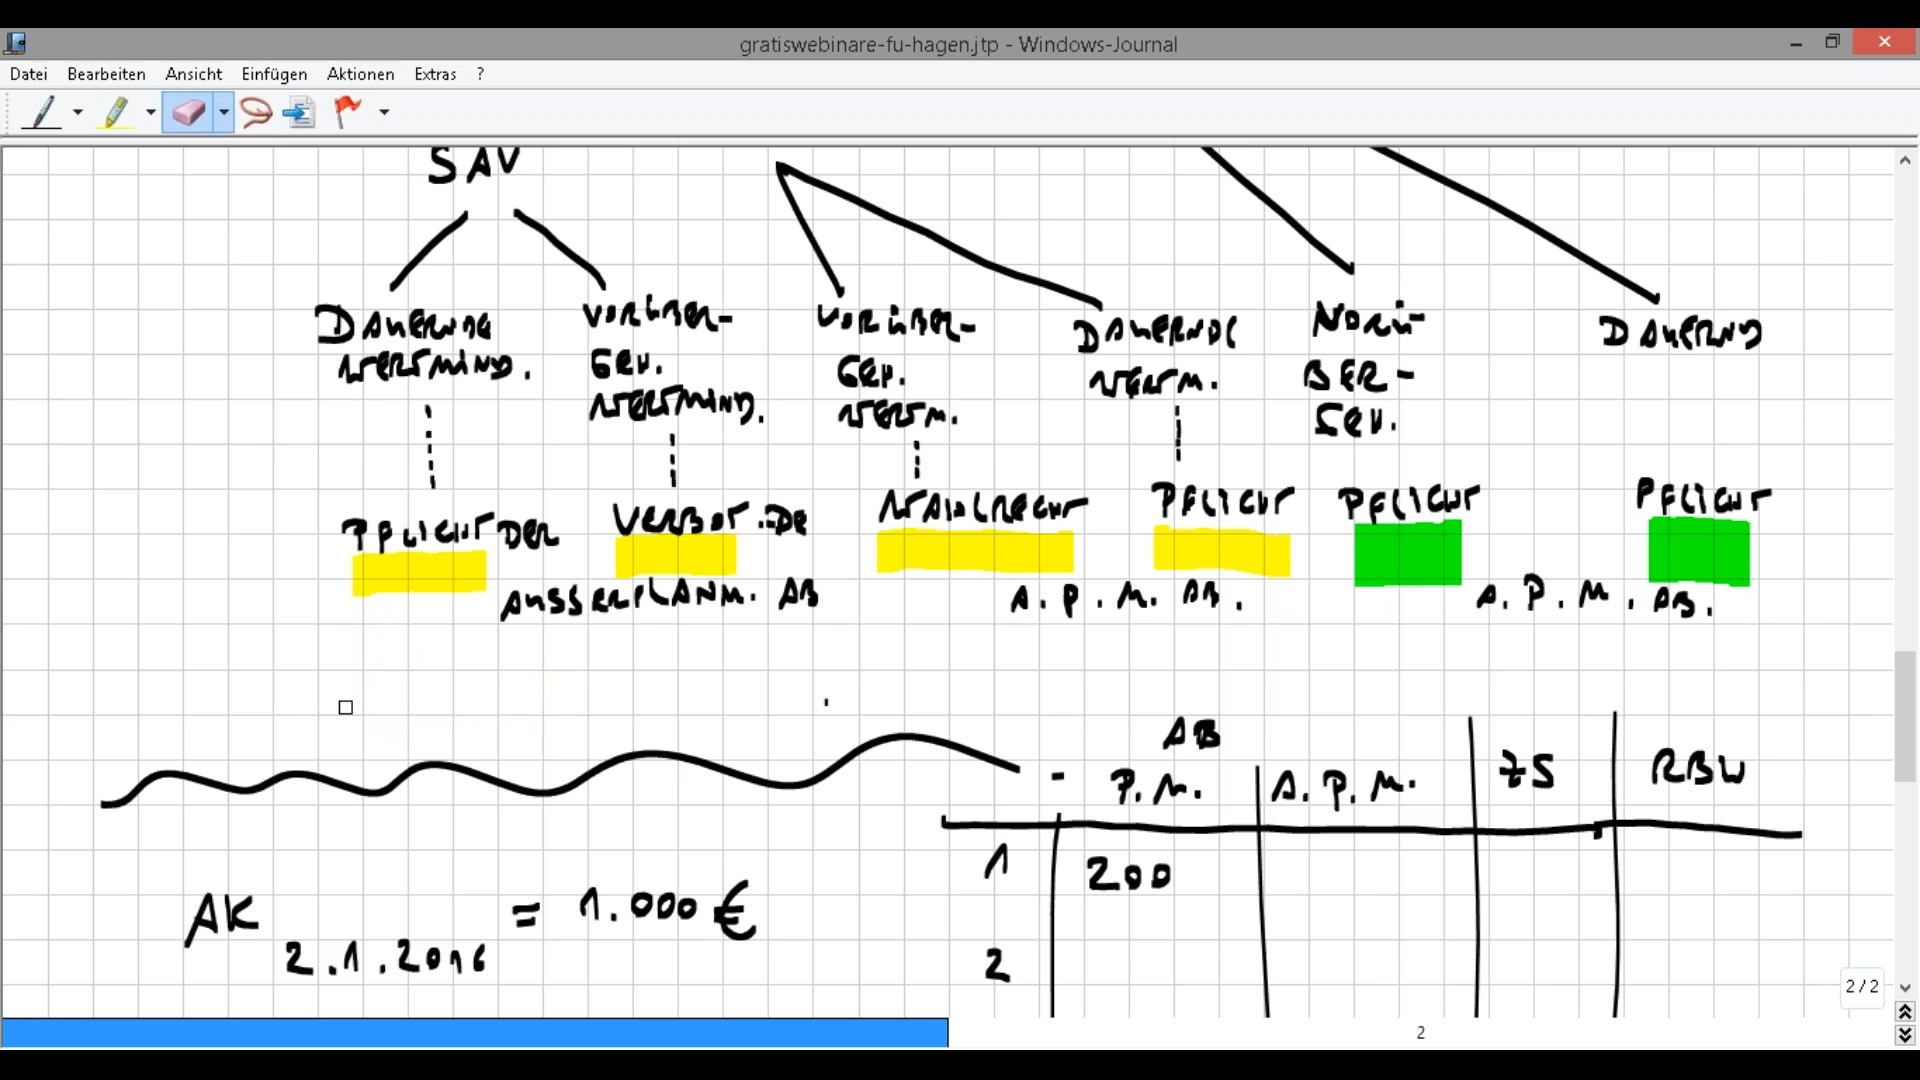 gratiswebinare-fu-hagen.jtp - Windows-Journal
Datei Bearbeiten Ansicht Einfügen Aktionen Extras ?
SAV
DAUERNDE
WERTMIND.
VORÜBER-
GEH.
WERTMIND.
VORÜBER-
GEH.
WERTM.
DAUERNDE
WERTM.
VORÜ-
BER-
GEH.
DAUERND
PFLICHT DER
VERBOT DE
WAHLRECHT
PFLICHT
PFLICHT
PFLICHT
AUSSERPLANM. AB
A.P.M. AB.
A.P.M. AB.
AB
P.M.
A.P.M.
ZS
RBW
1
200
AK 2.1.2016 = 1.000 €
2
2 / 2
2